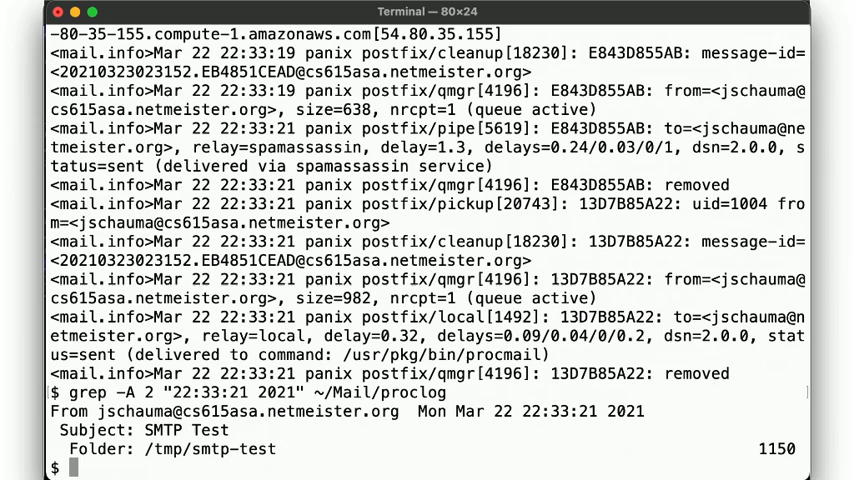 Terminal — 80×24
-80-35-155.compute-1.amazonaws.com[54.80.35.155]
<mail.info>Mar 22 22:33:19 panix postfix/cleanup[18230]: E843D855AB: message-id=
<20210323023152.EB4851CEAD@cs615asa.netmeister.org>
<mail.info>Mar 22 22:33:19 panix postfix/qmgr[4196]: E843D855AB: from=<jschauma@
cs615asa.netmeister.org>, size=638, nrcpt=1 (queue active)
<mail.info>Mar 22 22:33:21 panix postfix/pipe[5619]: E843D855AB: to=<jschauma@ne
tmeister.org>, relay=spamassassin, delay=1.3, delays=0.24/0.03/0/1, dsn=2.0.0, s
tatus=sent (delivered via spamassassin service)
<mail.info>Mar 22 22:33:21 panix postfix/qmgr[4196]: E843D855AB: removed
<mail.info>Mar 22 22:33:21 panix postfix/pickup[20743]: 13D7B85A22: uid=1004 fro
m=<jschauma@cs615asa.netmeister.org>
<mail.info>Mar 22 22:33:21 panix postfix/cleanup[18230]: 13D7B85A22: message-id=
<20210323023152.EB4851CEAD@cs615asa.netmeister.org>
<mail.info>Mar 22 22:33:21 panix postfix/qmgr[4196]: 13D7B85A22: from=<jschauma@
cs615asa.netmeister.org>, size=982, nrcpt=1 (queue active)
<mail.info>Mar 22 22:33:21 panix postfix/local[1492]: 13D7B85A22: to=<jschauma@n
etmeister.org>, relay=local, delay=0.32, delays=0.09/0.04/0/0.2, dsn=2.0.0, stat
us=sent (delivered to command: /usr/pkg/bin/procmail)
<mail.info>Mar 22 22:33:21 panix postfix/qmgr[4196]: 13D7B85A22: removed
$ grep -A 2 "22:33:21 2021" ~/Mail/proclog
From jschauma@cs615asa.netmeister.org  Mon Mar 22 22:33:21 2021
 Subject: SMTP Test
  Folder: /tmp/smtp-test 1150
$